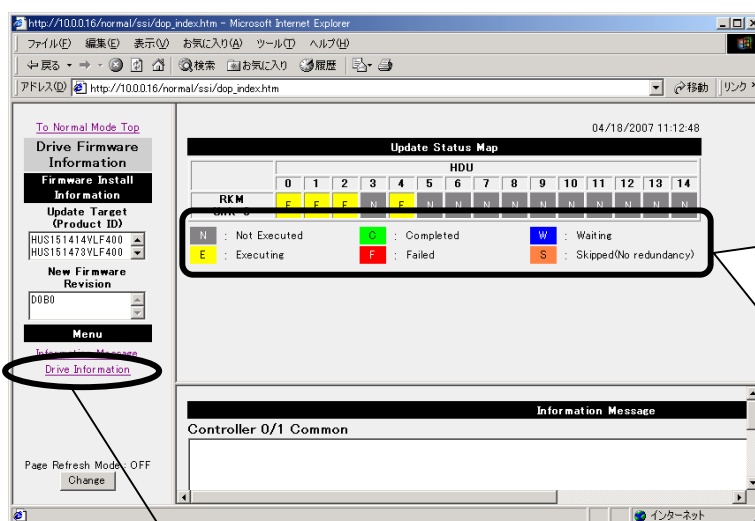 http://10.0.0.16/normal/ssi/dop_index.htm - Microsoft Internet Explorer
ファイル(F) 編集(E) 表示(V) お気に入り(A) ツール(T) ヘルプ(H)
戻る 検索 お気に入り 履歴
アドレス(D) http://10.0.0.16/normal/ssi/dop_index.htm 移動 リンク
To Normal Mode Top
Drive Firmware
Information
Firmware Install
Information
Update Target
(Product ID)
HUS151414VLF400
HUS151473VLF400
New Firmware
Revision
D0B0
Menu
Information Message
Drive Information
Page Refresh Mode : OFF
Change
04/18/2007 11:12:48
Update Status Map
HDU
0 1 2 3 4 5 6 7 8 9 10 11 12 13 14
RKM
E E E N E N N N N N N N N N N
N : Not Executed C : Completed W : Waiting
E : Executing F : Failed S : Skipped(No redundancy)
Information Message
Controller 0/1 Common
インターネット